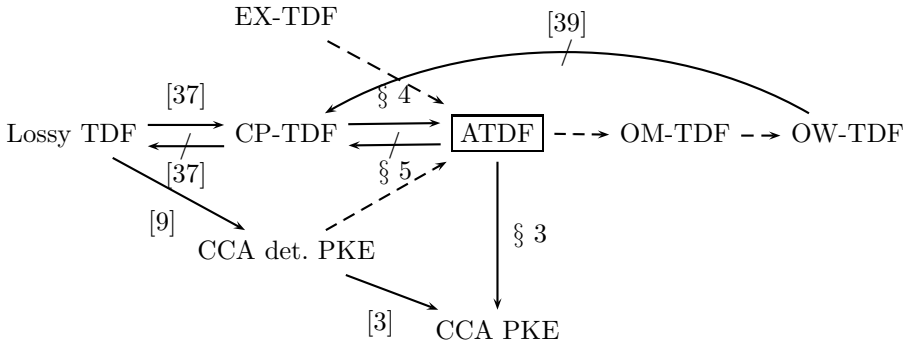 EX-TDF
[39]
[37]
§ 4
Lossy TDF
CP-TDF
ATDF
OM-TDF
OW-TDF
[37]
§ 5
[9]
§ 3
CCA det. PKE
[3]
CCA PKE